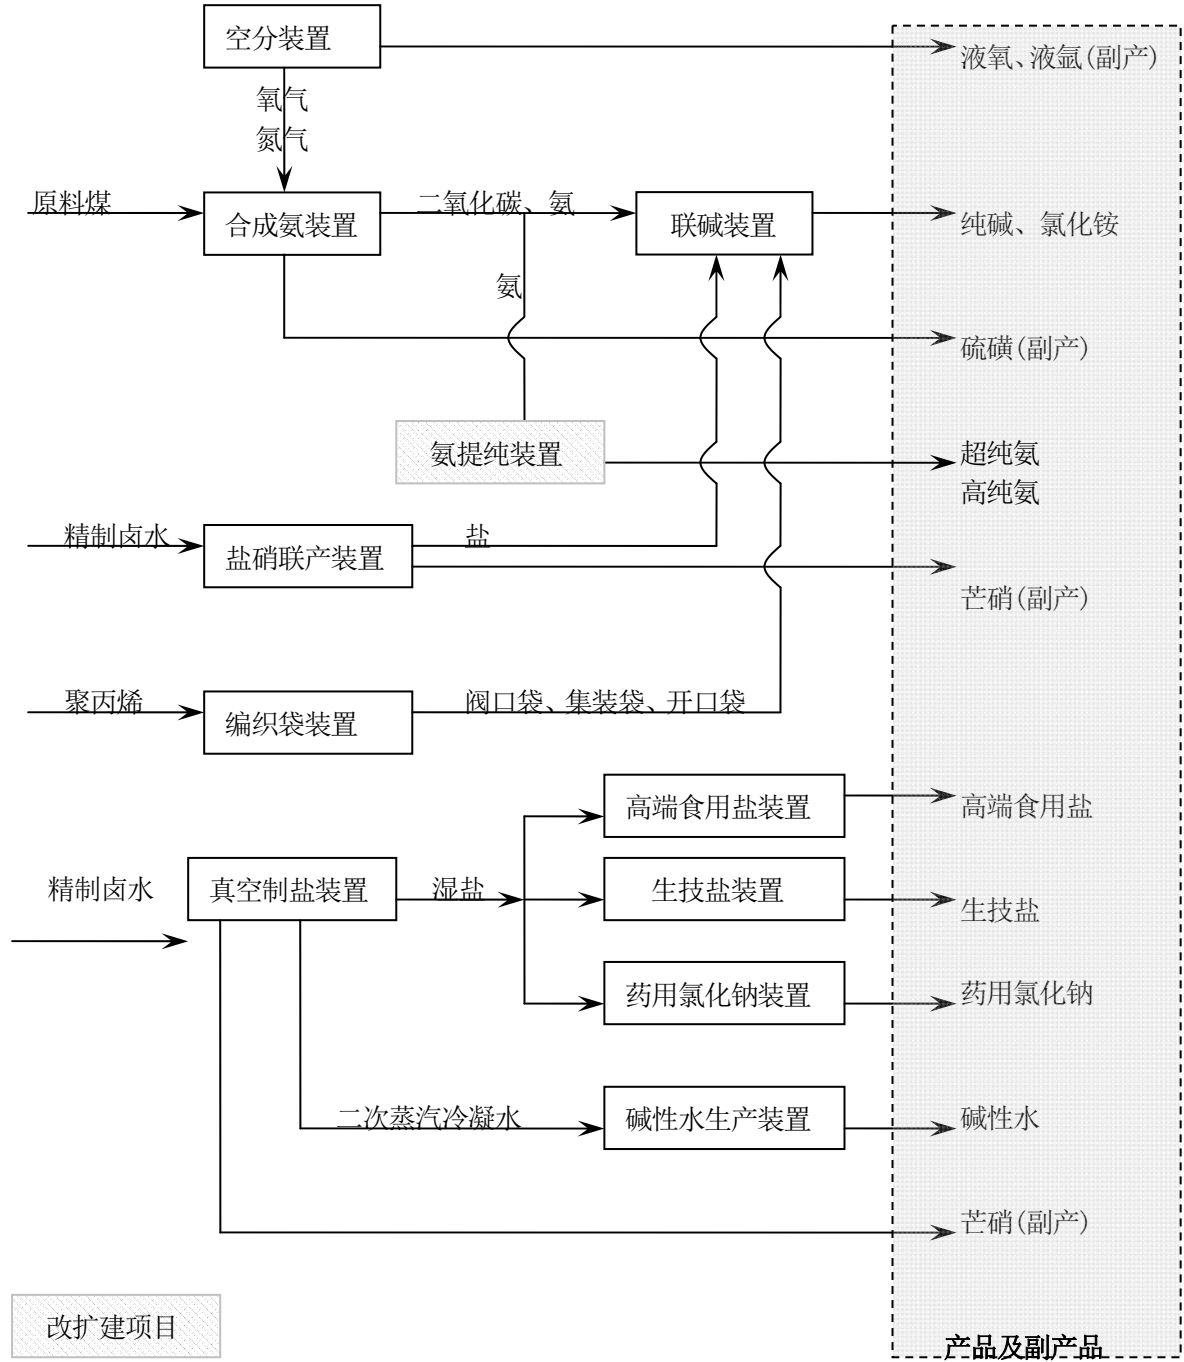 空分装置
液氧、液氩(副产)
氧气
氮气
原料煤
合成氨装置
二氧化碳、氨
联碱装置
纯碱、氯化铵
氨
硫磺(副产)
氨提纯装置
超纯氨
高纯氨
精制卤水
盐硝联产装置
盐
芒硝(副产)
聚丙烯
编织袋装置
阀口袋、集装袋、开口袋
高端食用盐装置
高端食用盐
精制卤水
真空制盐装置
湿盐
生技盐装置
生技盐
药用氯化钠装置
药用氯化钠
二次蒸汽冷凝水
碱性水生产装置
碱性水
芒硝(副产)
改扩建项目
产品及副产品